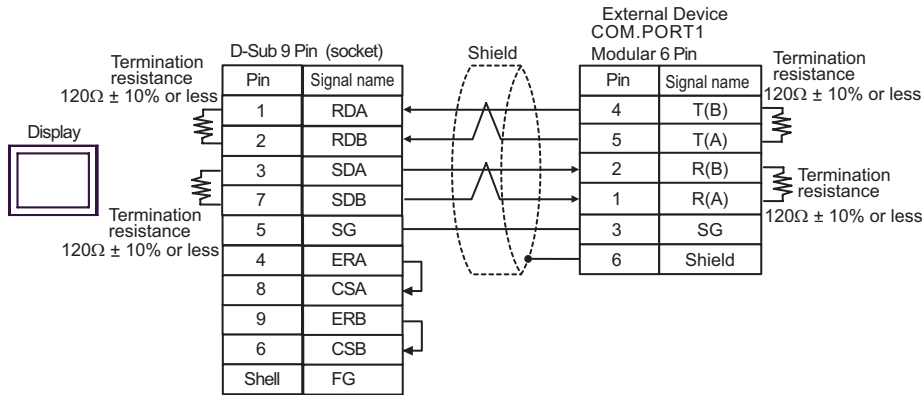 External Device
COM.PORT1
D-Sub 9 Pin (socket)
Shield
Modular 6 Pin
Termination
resistance
120Ω ± 10% or less
Termination
resistance
120Ω ± 10% or less
Pin Signal name
1 RDA
2 RDB
3 SDA
7 SDB
5 SG
4 ERA
8 CSA
9 ERB
6 CSB
Shell FG
Pin Signal name
4 T(B)
5 T(A)
2 R(B)
1 R(A)
3 SG
6 Shield
Display
Termination
resistance
120Ω ± 10% or less
Termination
resistance
120Ω ± 10% or less